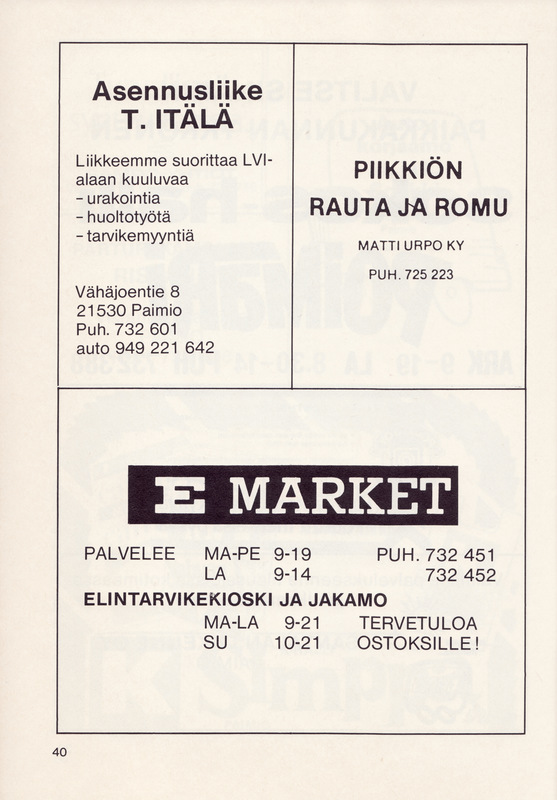 Asennusliike
T. ITÄLÄ
Liikkeemme suorittaa LVI-
alaan kuuluvaa
- urakointia
- huoltotyötä
- tarvikemyyntiä
Vähäjoentie 8
21530 Paimio
Puh. 732 601
auto 949 221 642
PIIKKIÖN
RAUTA JA ROMU
MATTI URPO KY
PUH. 725 223
E MARKET
PALVELEE MA-PE 9-19 PUH. 732 451
LA 9-14 732 452
ELINTARVIKEKIOSKI JA JAKAMO
MA-LA 9-21 TERVETULOA
SU 10-21 OSTOKSILLE!
40